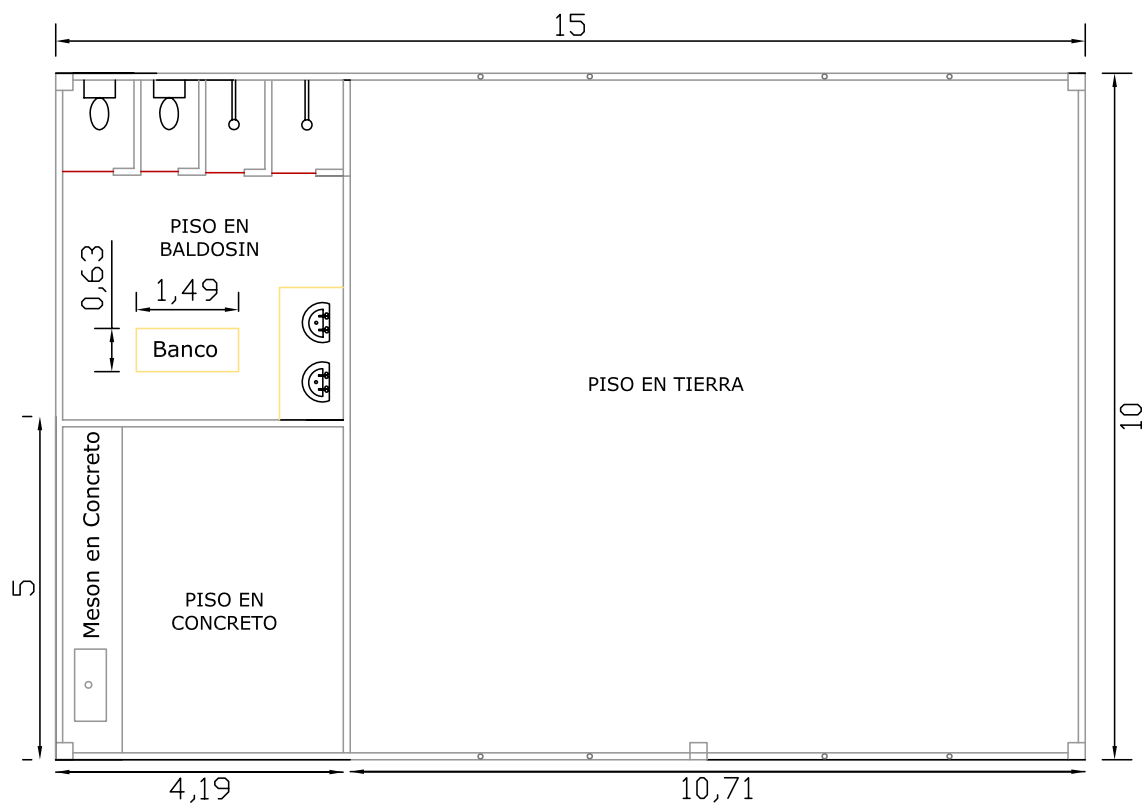 15
PISO EN
BALDOSIN
0,63
1,49
Banco
PISO EN TIERRA
10
Meson en Concreto
5
PISO EN
CONCRETO
4,19
10,71